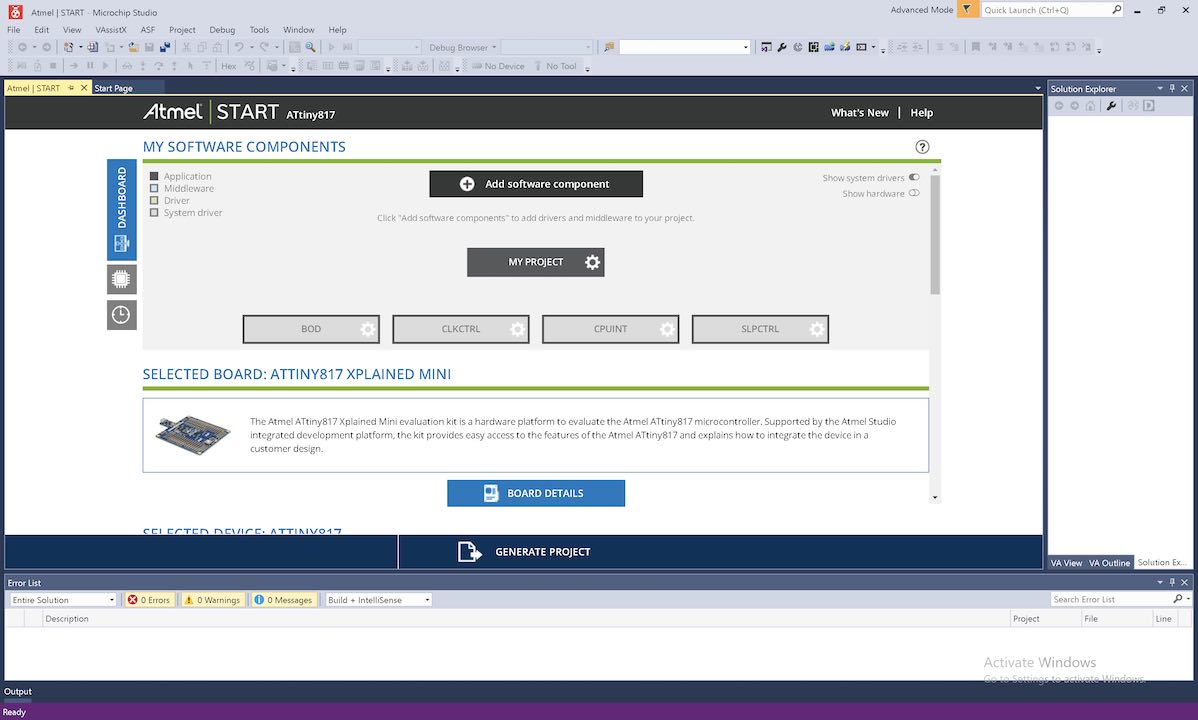 Atmel | START - Microchip Studio
Advanced Mode
Quick Launch (Ctrl+Q)
File Edit View VAssistX ASF Project Debug Tools Window Help
Debug Browser
Hex
No Device No Tool
Atmel | START
Start Page
Solution Explorer
Atmel START ATtiny817
What's New | Help
MY SOFTWARE COMPONENTS
DASHBOARD
Application
Middleware
Driver
System driver
Add software component
Show system drivers
Show hardware
Click "Add software components" to add drivers and middleware to your project.
MY PROJECT
BOD CLKCTRL CPUINT SLPCTRL
SELECTED BOARD: ATTINY817 XPLAINED MINI
The Atmel ATtiny817 Xplained Mini evaluation kit is a hardware platform to evaluate the Atmel ATtiny817 microcontroller. Supported by the Atmel Studio
integrated development platform, the kit provides easy access to the features of the Atmel ATtiny817 and explains how to integrate the device in a
customer design.
BOARD DETAILS
SELECTED DEVICE: ATTINY817
GENERATE PROJECT
VA View VA Outline Solution Ex...
Error List
Entire Solution
0 Errors
0 Warnings
0 Messages
Build + IntelliSense
Search Error List
Description Project File Line
Activate Windows
Go to Settings to activate Windows.
Output
Ready